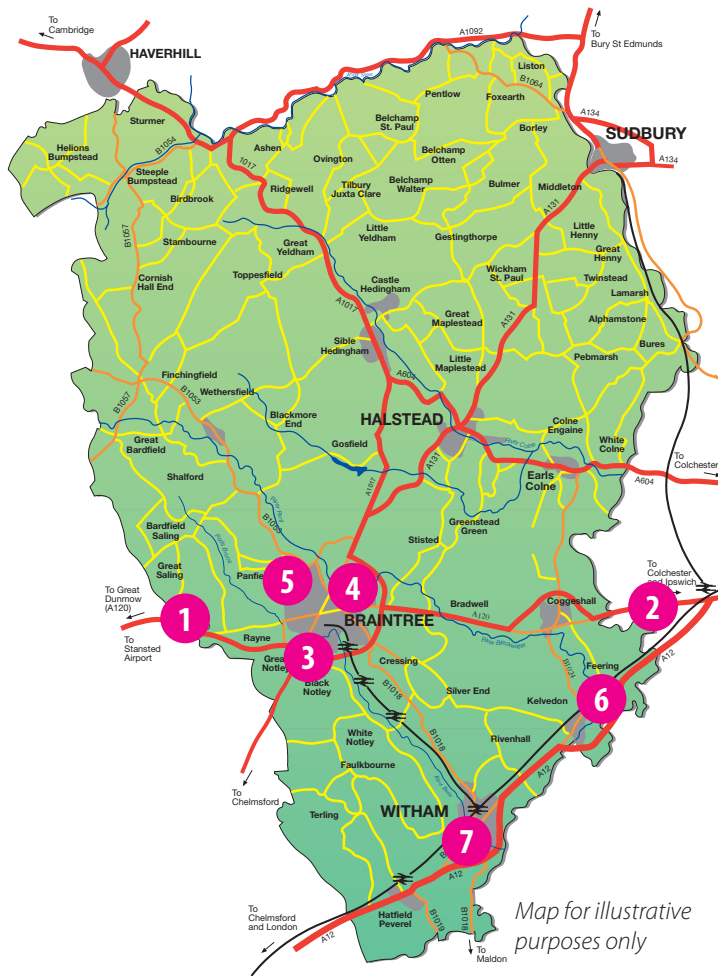 To
Cambridge
HAVERHILL
A1092
To
Bury St Edmunds
Liston
B1064
Pentlow
Foxearth
A134
Sturmer
Belchamp
St. Paul
Borley
SUDBURY
B1054
Helions
Bumpstead
Ashen
Ovington
Belchamp
Otten
A134
Steeple
Bumpstead
1017
Birdbrook
Ridgewell
Tilbury
Juxta Clare
Belchamp
Walter
Bulmer
Middleton
A131
B1057
Stambourne
Great
Yeldham
Little
Yeldham
Gestingthorpe
Little
Henny
Great
Henny
Cornish
Hall End
Toppesfield
Castle
Hedingham
Wickham
St. Paul
Twinstead
Lamarsh
A1017
Great
Maplestead
A131
Alphamstone
Sible
Hedingham
Little
Maplestead
Pebmarsh
Bures
A604
Finchingfield
B1053
Wethersfield
B1057
Blackmore
End
HALSTEAD
Colne
Engaine
White
Colne
Great
Bardfield
Gosfield
River Colne
To
Colchester
Shalford
A131
Earls
Colne
A604
A1017
River Pant
B1053
Greenstead
Green
Bardfield
Saling
Stisted
Great
Saling
Panfie
5
4
To
Colchester
and Ipswich
To Great
Dunmow
(A120)
1
Bradwell
Coggeshall
2
A120
BRAINTREE
To
Stansted
Airport
Rayne
3
Grea
Notley
Black
Notley
Cressing
River Blackwater
B1024
Feering
A12
B1018
Silver End
Kelvedon
6
White
Notley
B1018
Rivenhall
Faulkbourne
A12
To
Chelmsford
Terling
WITHAM
7
B
A12
Hatfield
Peverel
B1019
B1018
To
Chelmsford
and London
A12
To
Maldon
Map for illustrative
purposes only